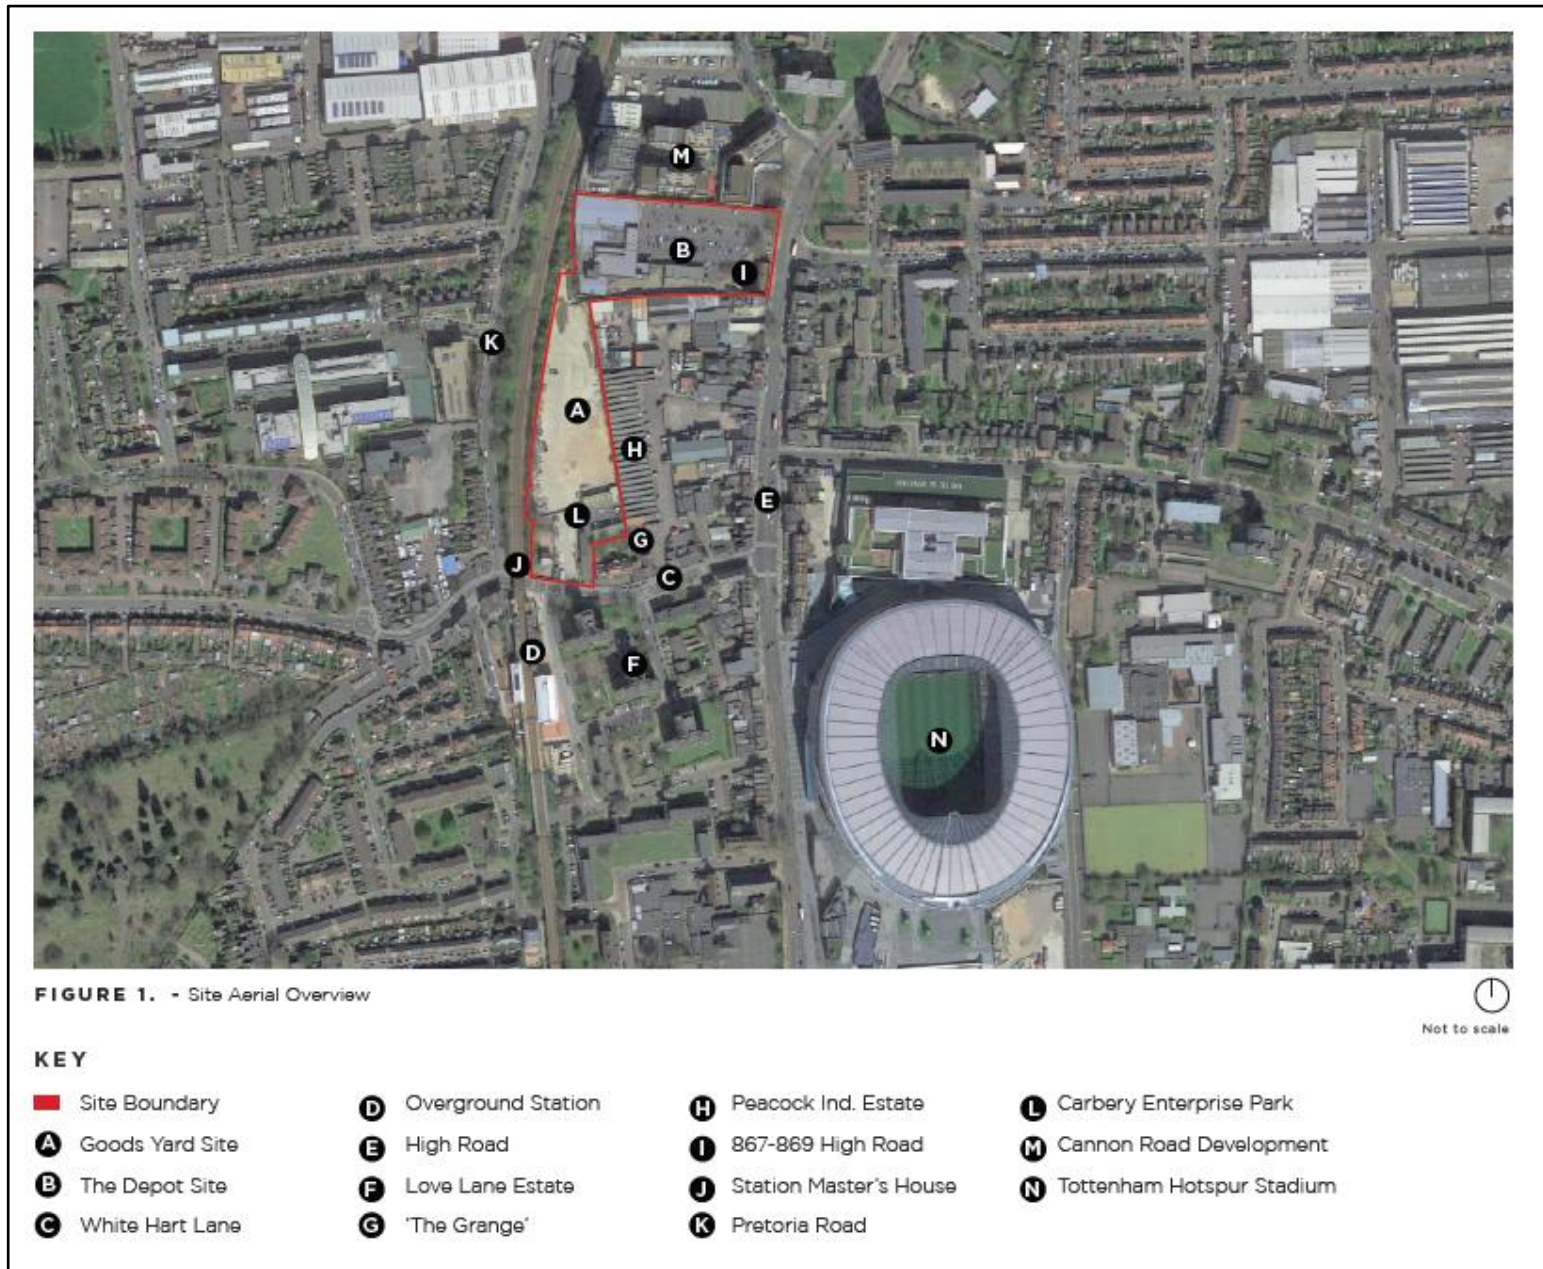 M
B
I
K
A
H
E
L
G
J
C
D
F
N
FIGURE 1. - Site Aerial Overview
Not to scale
KEY
Site Boundary
A Goods Yard Site
B The Depot Site
C White Hart Lane
D Overground Station
E High Road
F Love Lane Estate
G 'The Grange'
H Peacock Ind. Estate
I 867-869 High Road
J Station Master's House
K Pretoria Road
L Carbery Enterprise Park
M Cannon Road Development
N Tottenham Hotspur Stadium